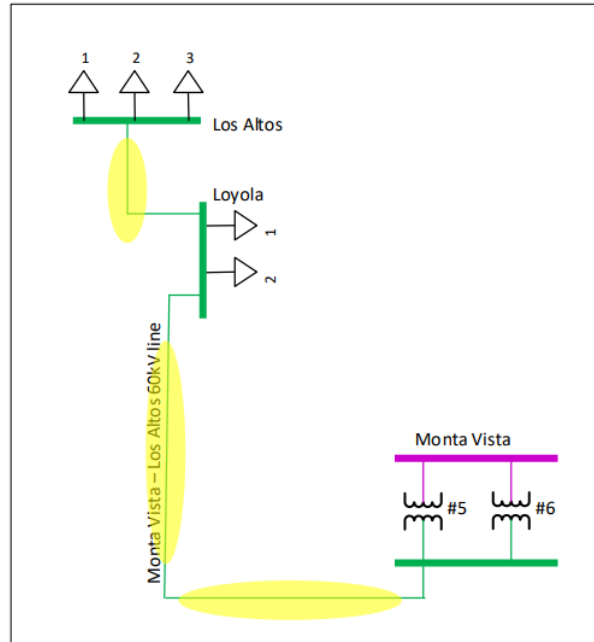 1 2 3
Los Altos
Loyola
1
2
Monta Vista – Los Altos 60kV line
Monta Vista
#5 #6